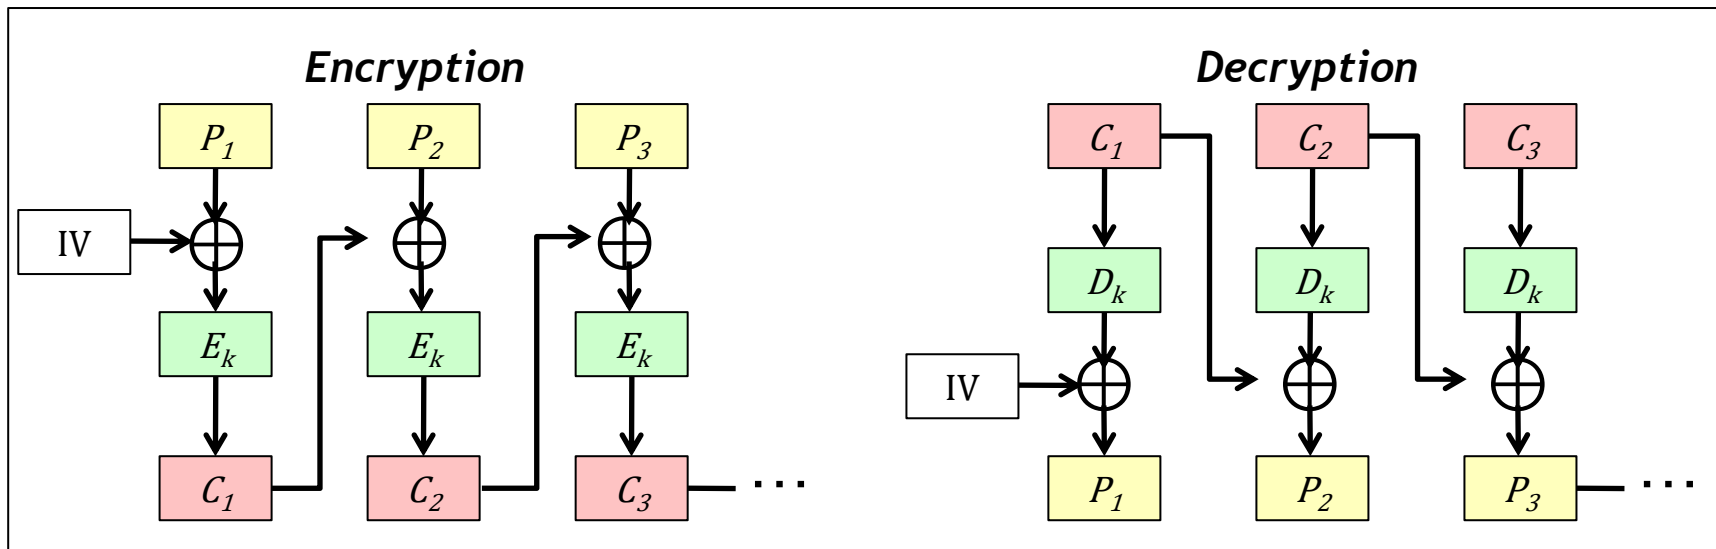 Encryption
P1 P2 P3
IV
Ek Ek Ek
C1 C2 C3 ...
Decryption
C1 C2 C3
Dk Dk Dk
IV
P1 P2 P3 ...